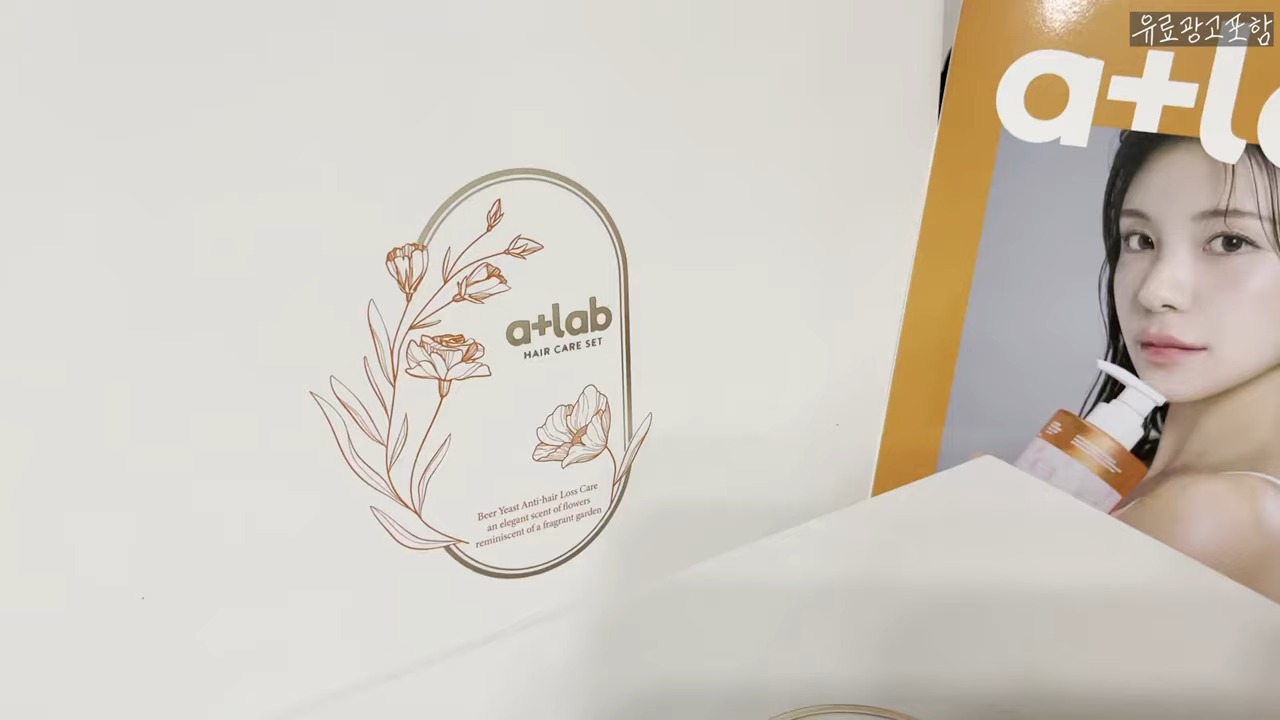 유료광고포함
a+l
a+lab
HAIR CARE SET
Beer Yeast Anti-hair Loss Care
an elegant scent of flowers
reminiscent of a fragrant garden